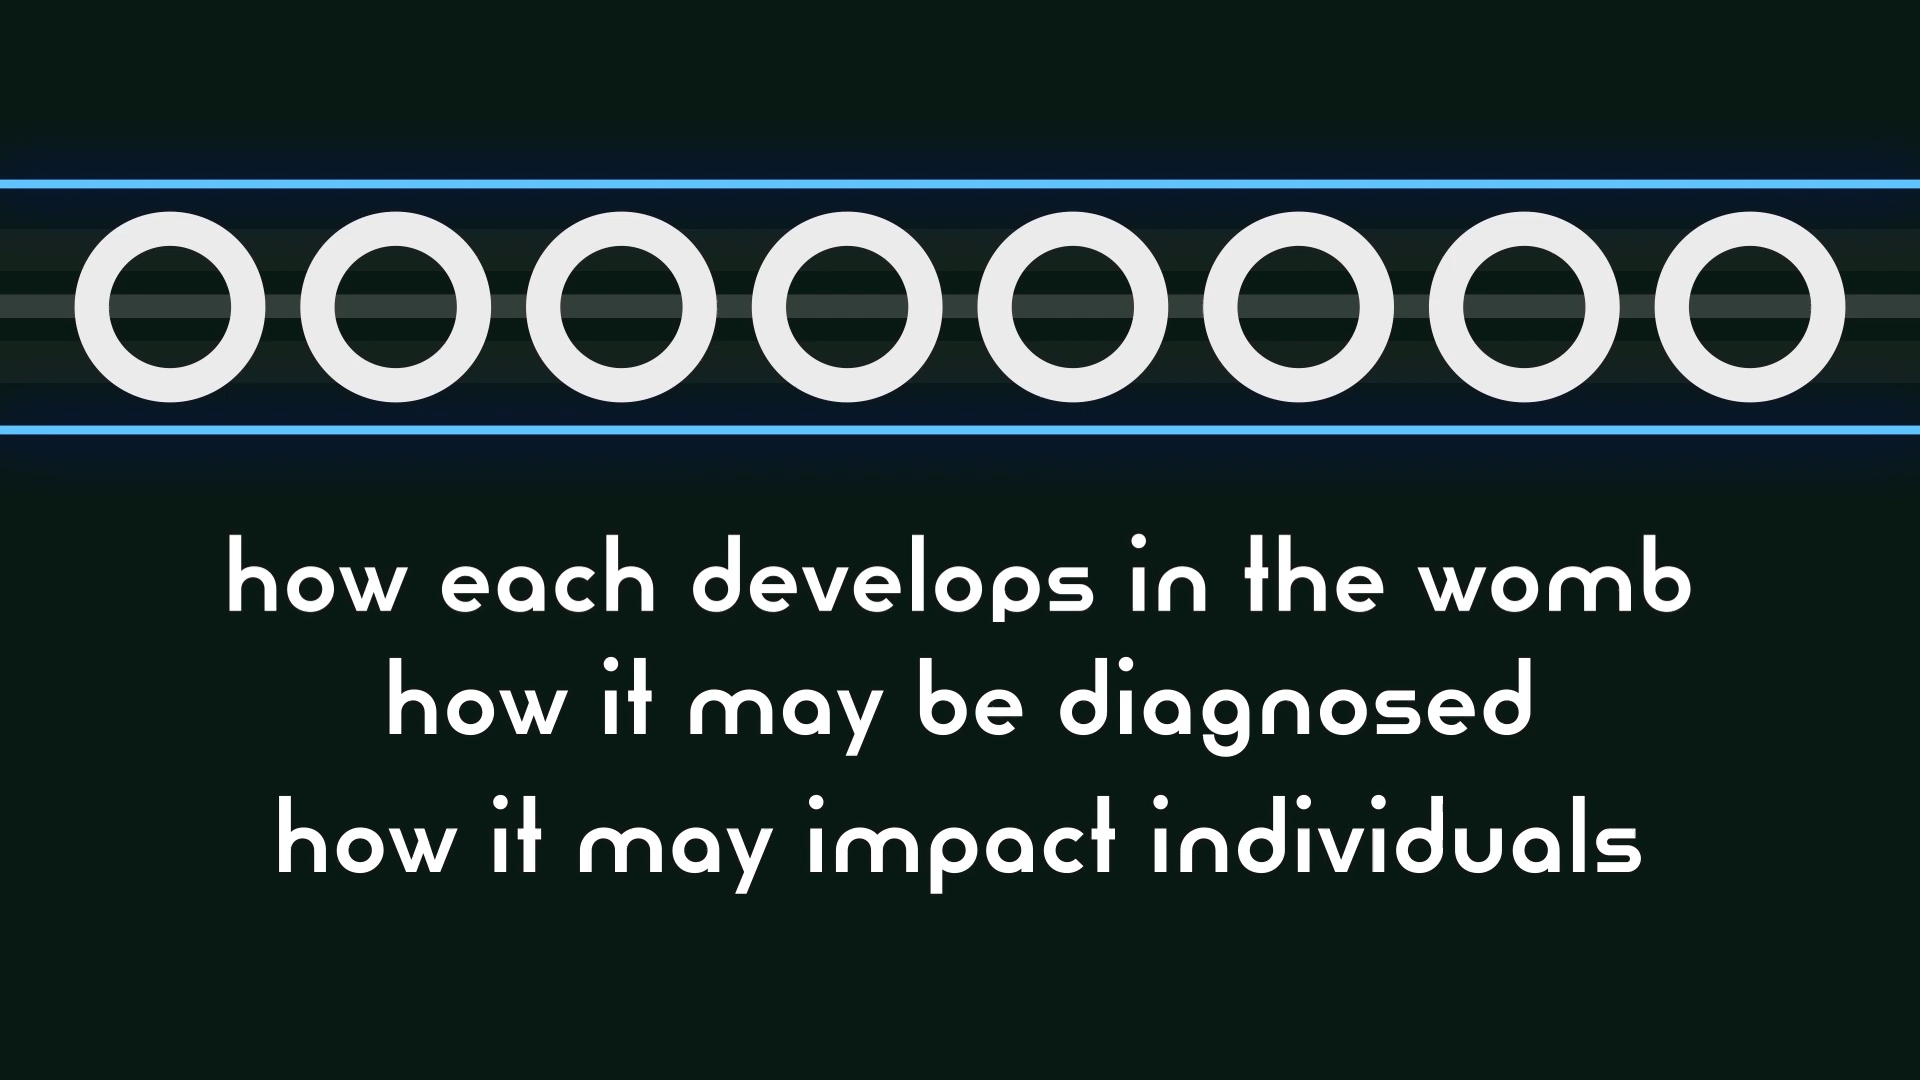 how each develops in the womb
how it may be diagnosed
how it may impact individuals